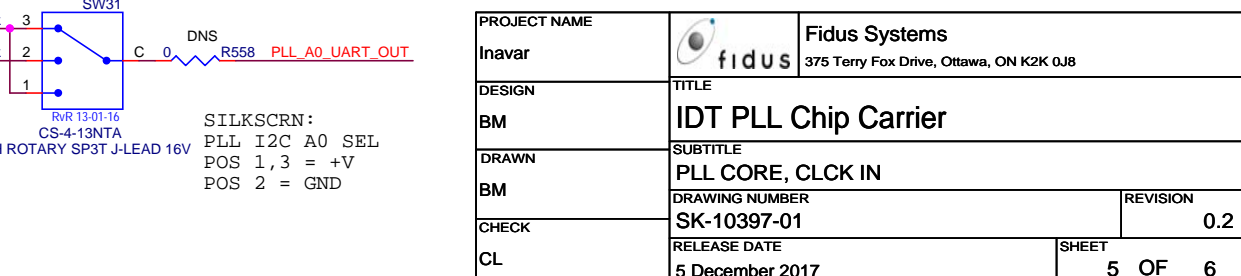 SW31
3
2
1
C
DNS
0
R558
PLL_A0_UART_OUT
RvR 13-01-16
CS-4-13NTA
ROTARY SP3T J-LEAD 16V
SILKSCRN:
PLL I2C A0 SEL
POS 1,3 = +V
POS 2 = GND
PROJECT NAME
Inavar
fidus
Fidus Systems
375 Terry Fox Drive, Ottawa, ON K2K 0J8
DESIGN
BM
TITLE
IDT PLL Chip Carrier
DRAWN
BM
SUBTITLE
PLL CORE, CLCK IN
DRAWING NUMBER
SK-10397-01
REVISION
0.2
CHECK
CL
RELEASE DATE
5 December 2017
SHEET
5 OF 6